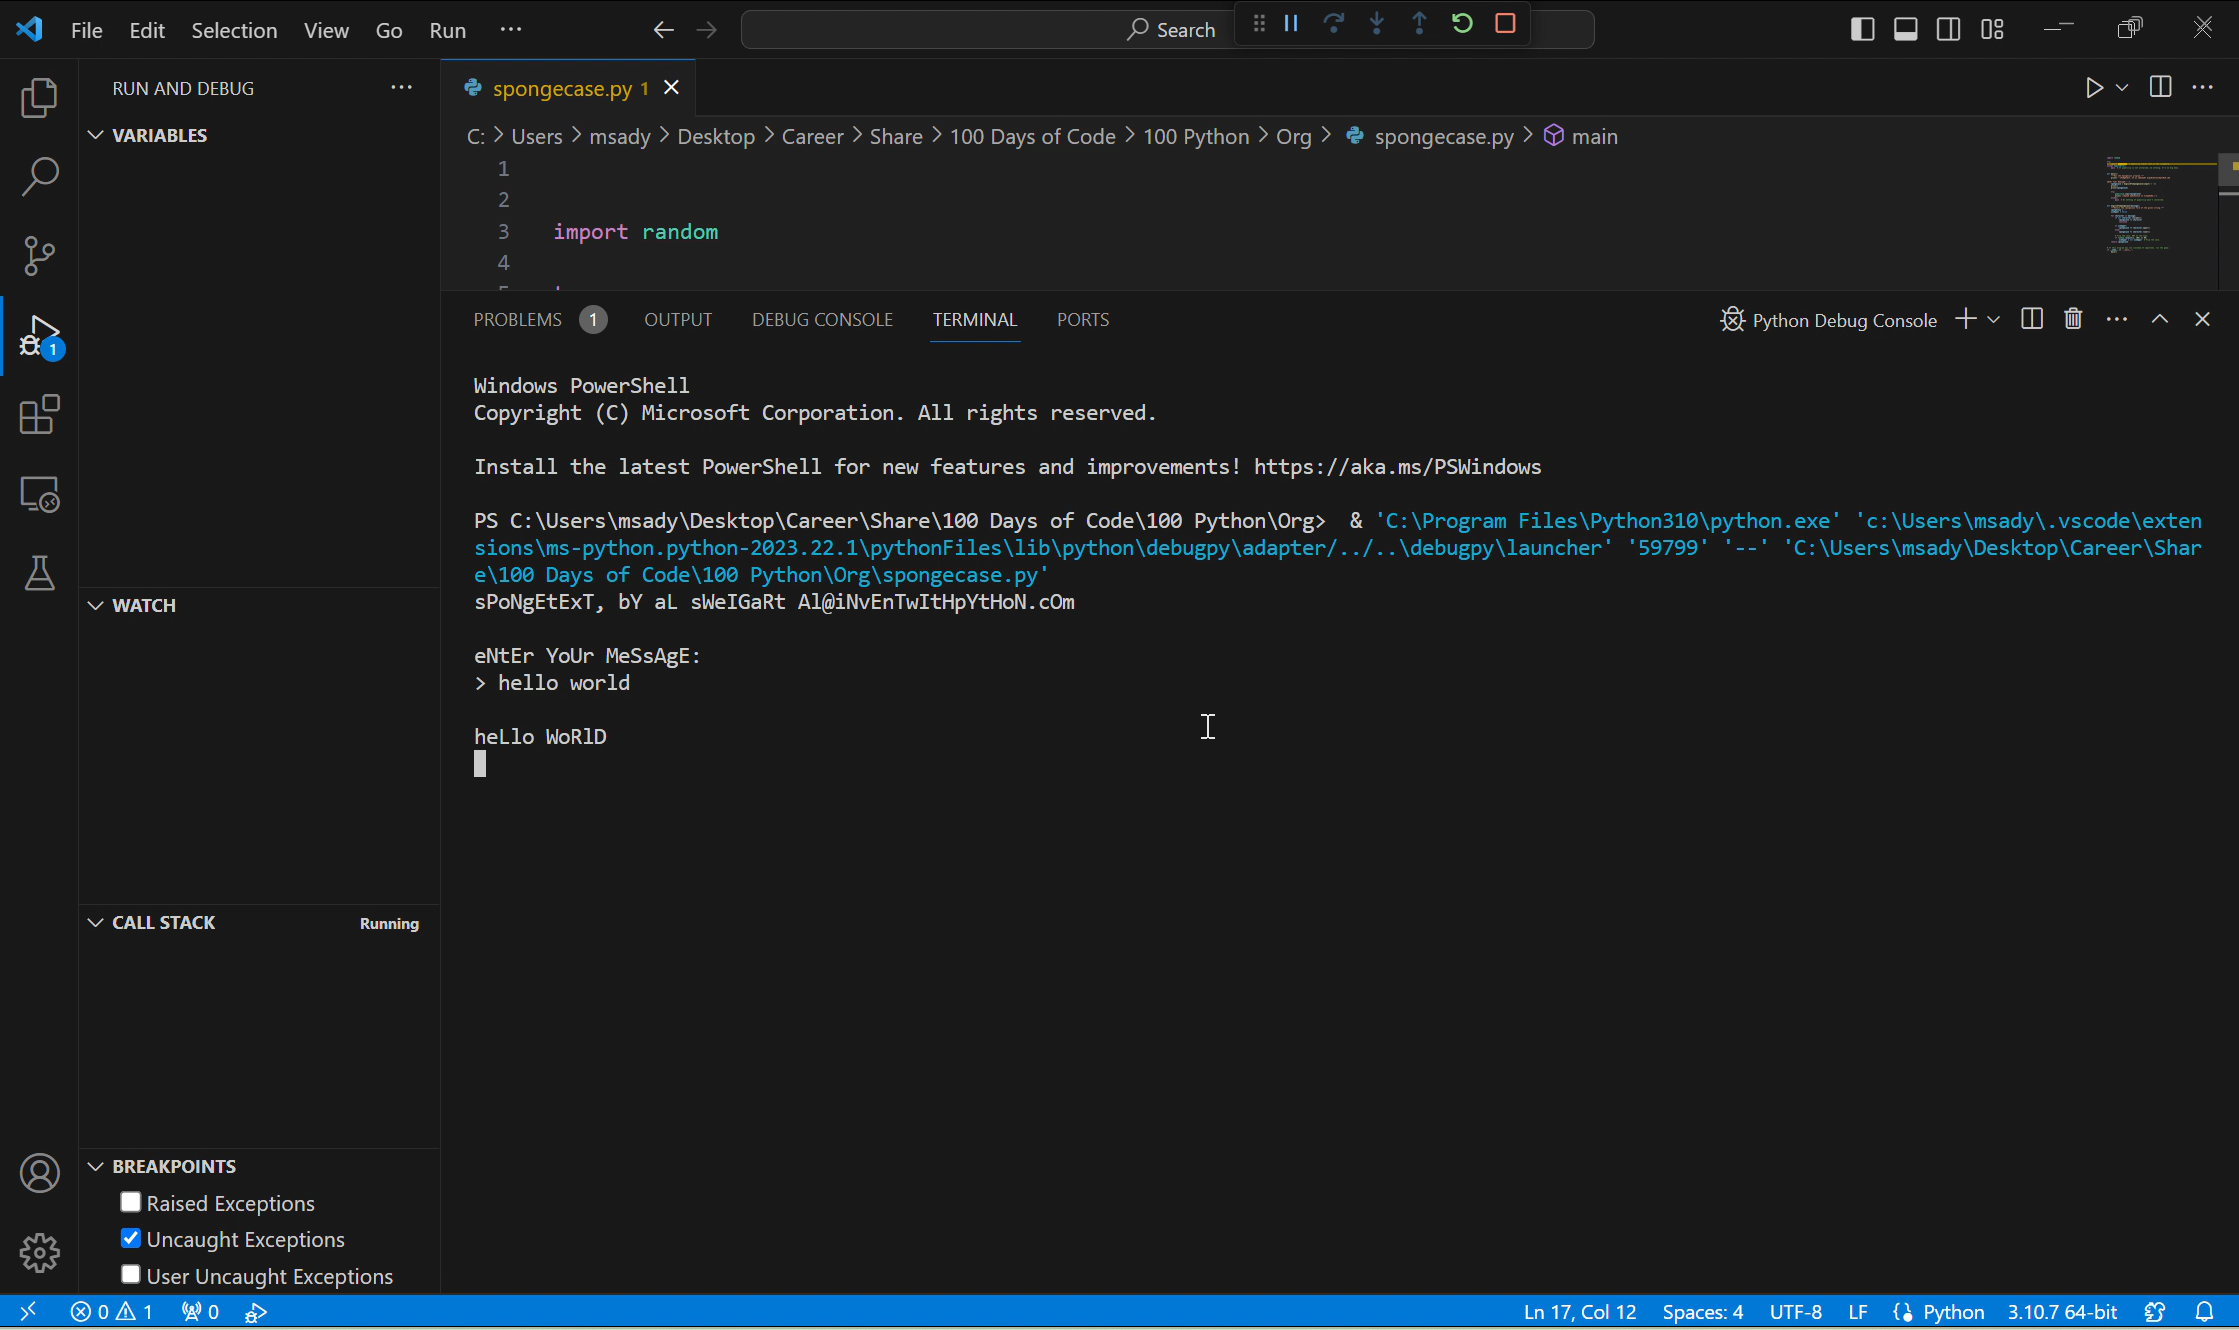 File Edit Selection View Go Run ...
Search
RUN AND DEBUG
spongecase.py 1
VARIABLES
C: > Users > msady > Desktop > Career > Share > 100 Days of Code > 100 Python > Org > spongecase.py > main
1
2
3 import random
4
PROBLEMS 1 OUTPUT DEBUG CONSOLE TERMINAL PORTS
Python Debug Console
Windows PowerShell
Copyright (C) Microsoft Corporation. All rights reserved.
Install the latest PowerShell for new features and improvements! https://aka.ms/PSWindows
PS C:\Users\msady\Desktop\Career\Share\100 Days of Code\100 Python\Org> & 'C:\Program Files\Python310\python.exe' 'c:\Users\msady\.vscode\exten
sions\ms-python.python-2023.22.1\pythonFiles\lib\python\debugpy\adapter/../..\debugpy\launcher' '59799' '--' 'C:\Users\msady\Desktop\Career\Shar
e\100 Days of Code\100 Python\Org\spongecase.py'
sPoNgEtExT, bY aL sWeIGaRt Al@iNvEnTwItHpYtHoN.cOm
eNtEr YoUr MeSsAgE:
> hello world
heLlo WoRlD
1
WATCH
CALL STACK Running
BREAKPOINTS
Raised Exceptions
Uncaught Exceptions
User Uncaught Exceptions
0 1 0 Ln 17, Col 12 Spaces: 4 UTF-8 LF Python 3.10.7 64-bit